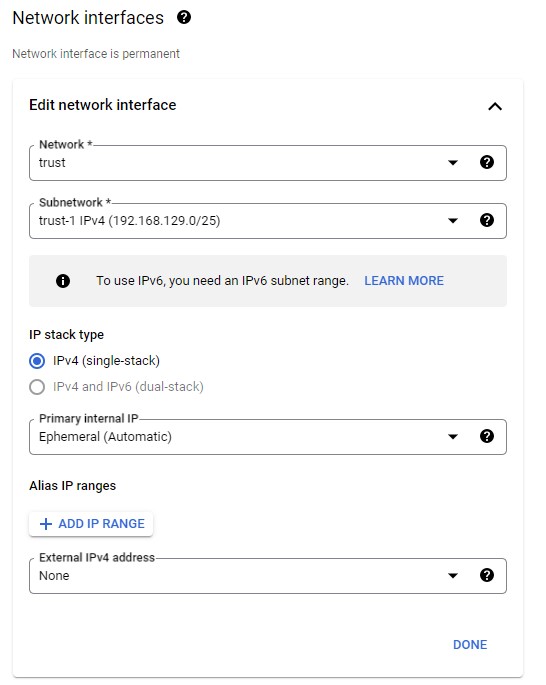 Network interfaces
Network interface is permanent
Edit network interface
Network *
trust
Subnetwork *
trust-1 IPv4 (192.168.129.0/25)
To use IPv6, you need an IPv6 subnet range. LEARN MORE
IP stack type
IPv4 (single-stack)
IPv4 and IPv6 (dual-stack)
Primary internal IP
Ephemeral (Automatic)
Alias IP ranges
ADD IP RANGE
External IPv4 address
None
DONE